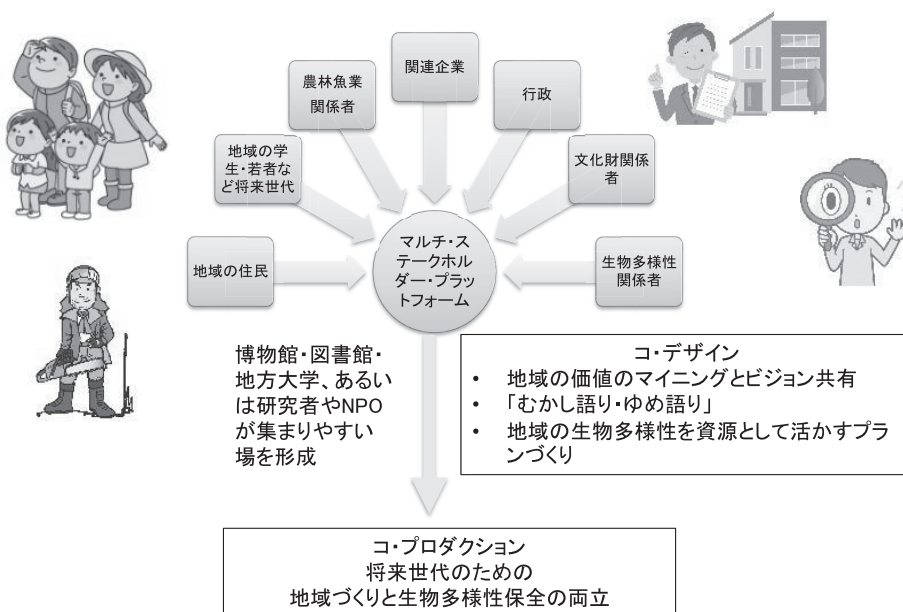 関連企業
農林魚業
関係者
行政
地域の学
生・若者な
ど将来世代
文化財関係
者
地域の住民
マルチ・ス
テークホル
ダー・プラッ
トフォーム
生物多様性
関係者
博物館・図書館・
地方大学、あるい
は研究者やNPO
が集まりやすい
場を形成
コ・デザイン
• 地域の価値のマイニングとビジョン共有
• 「むかし語り・ゆめ語り」
• 地域の生物多様性を資源として活かすプラ
ンづくり
コ・プロダクション
将来世代のための
地域づくりと生物多様性保全の両立